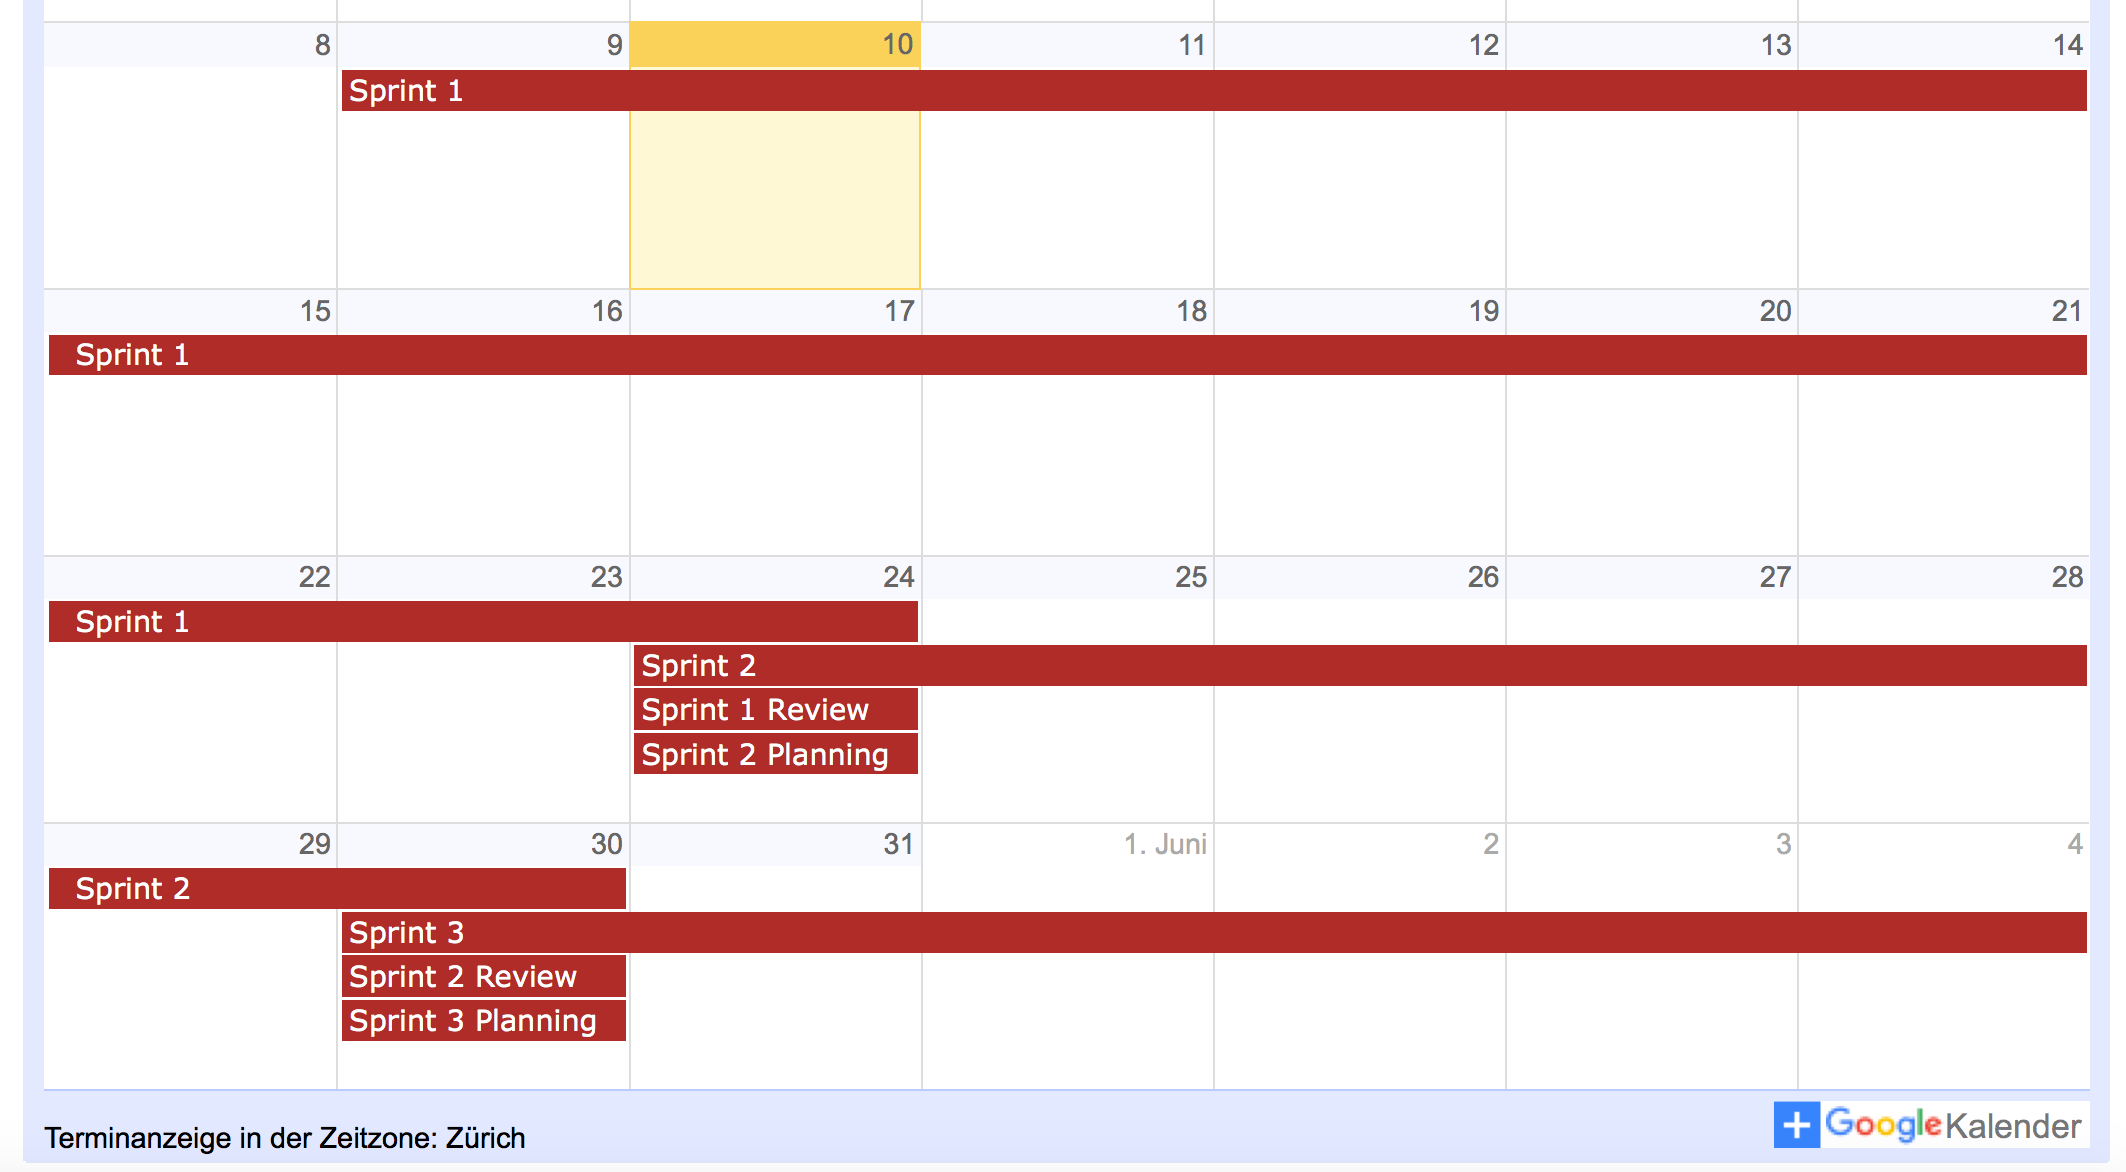 8 9 10 11 12 13 14
Sprint 1
15 16 17 18 19 20 21
Sprint 1
22 23 24 25 26 27 28
Sprint 1
Sprint 2
Sprint 1 Review
Sprint 2 Planning
29 30 31 1. Juni 2 3 4
Sprint 2
Sprint 3
Sprint 2 Review
Sprint 3 Planning
Terminanzeige in der Zeitzone: Zürich
+ Google Kalender